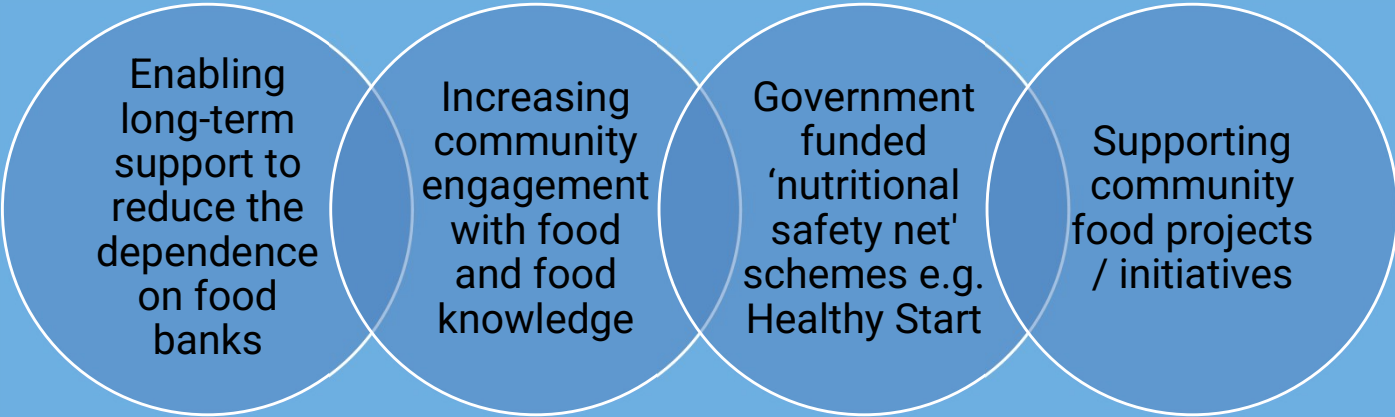 Enabling
long-term
support to
reduce the
dependence
on food
banks
Increasing
community
engagement
with food
and food
knowledge
Government
funded
‘nutritional
safety net'
schemes e.g.
Healthy Start
Supporting
community
food projects
/ initiatives